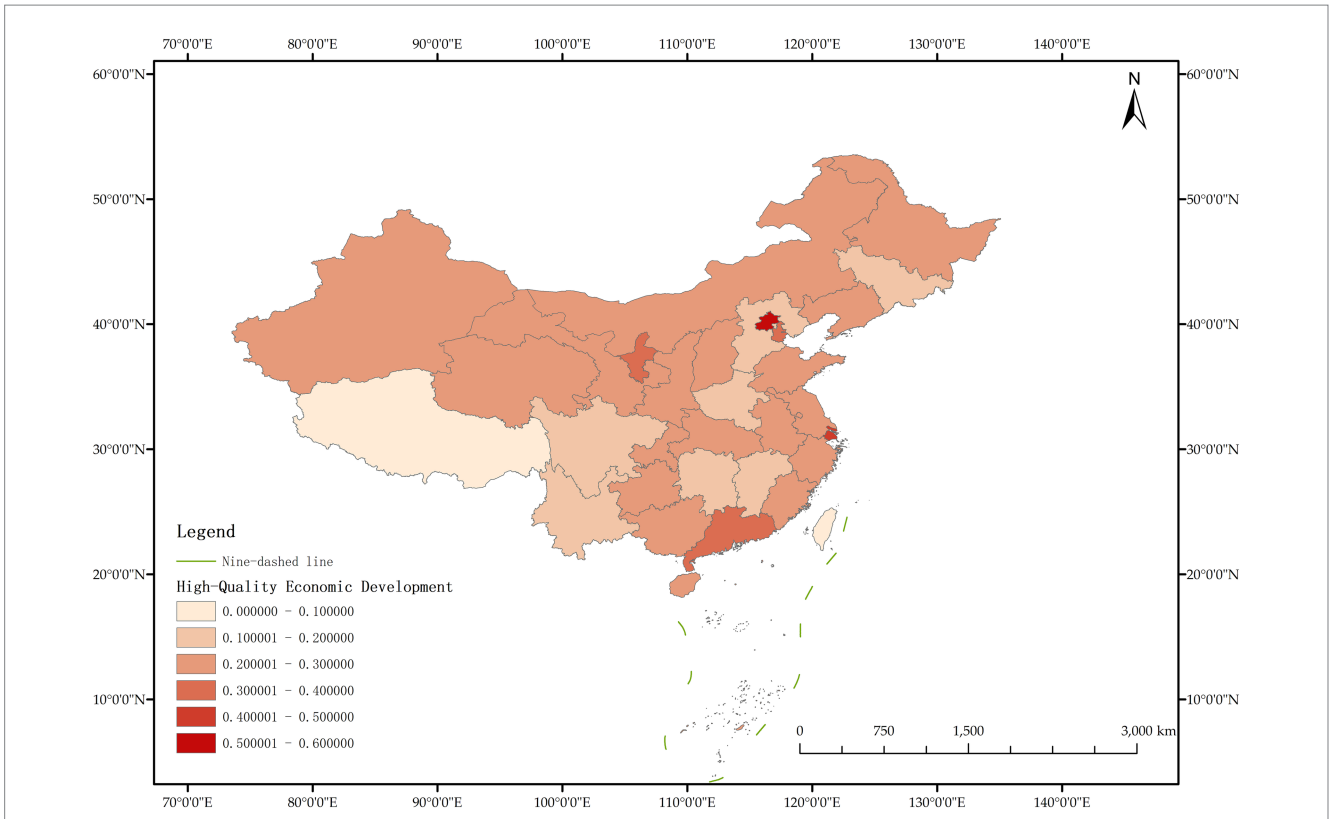 70°0'0"E 80°0'0"E 90°0'0"E 100°0'0"E 110°0'0"E 120°0'0"E 130°0'0"E 140°0'0"E
60°0'0"N 60°0'0"N
N
50°0'0"N 50°0'0"N
40°0'0"N 40°0'0"N
30°0'0"N 30°0'0"N
Legend
Nine-dashed line
20°0'0"N 20°0'0"N
High-Quality Economic Development
0.000000 - 0.100000
0.100001 - 0.200000
0.200001 - 0.300000
0.300001 - 0.400000
10°0'0"N 10°0'0"N
0.400001 - 0.500000
0 750 1,500 3,000 km
0.500001 - 0.600000
70°0'0"E 80°0'0"E 90°0'0"E 100°0'0"E 110°0'0"E 120°0'0"E 130°0'0"E 140°0'0"E